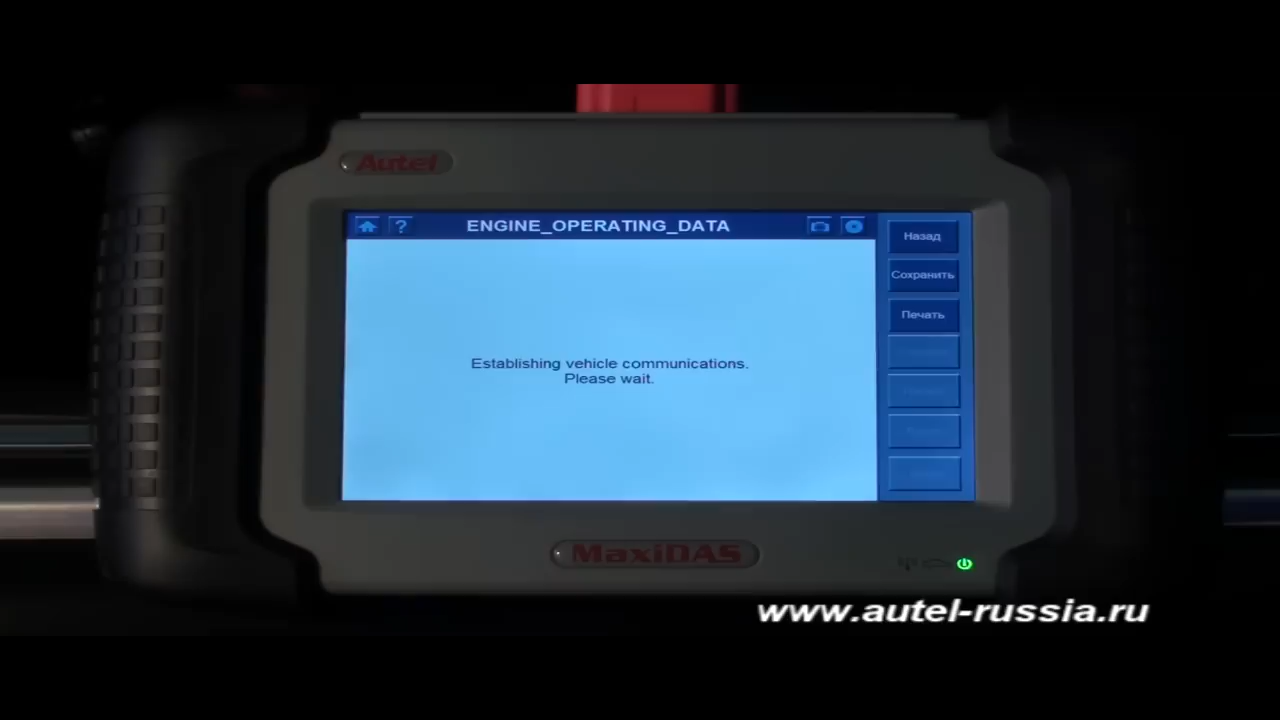 Autel
?
ENGINE_OPERATING_DATA
Назад
Сохранить
Печать
Establishing vehicle communications.
Please wait.
MaxiDAS
www.autel-russia.ru